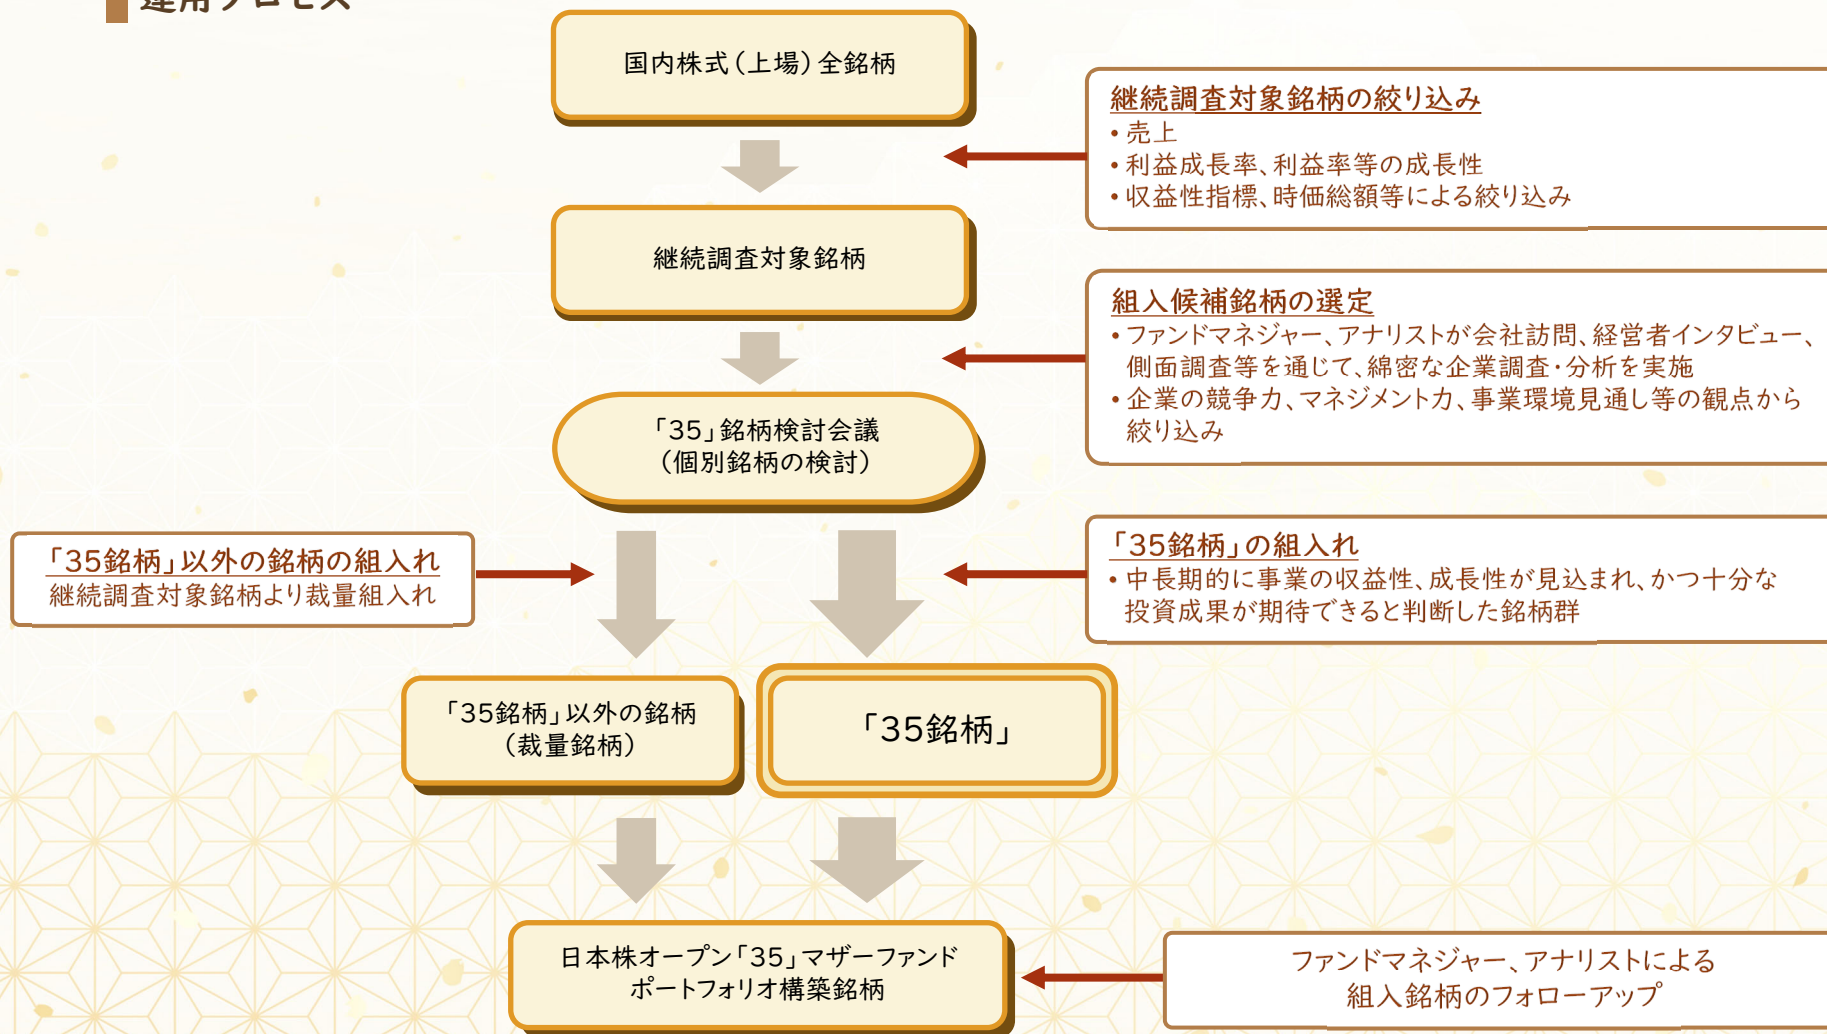 運用プロセス
国内株式（上場）全銘柄
継続調査対象銘柄の絞り込み
・売上
・利益成長率、利益率等の成長性
・収益性指標、時価総額等による絞り込み
継続調査対象銘柄
組入候補銘柄の選定
・ファンドマネジャー、アナリストが会社訪問、経営者インタビュー、
側面調査等を通じて、綿密な企業調査・分析を実施
・企業の競争力、マネジメント力、事業環境見通し等の観点から
絞り込み
「35」銘柄検討会議
（個別銘柄の検討）
「35銘柄」以外の銘柄の組入れ
継続調査対象銘柄より裁量組入れ
「35銘柄」の組入れ
・中長期的に事業の収益性、成長性が見込まれ、かつ十分な
投資成果が期待できると判断した銘柄群
「35銘柄」以外の銘柄
（裁量銘柄）
「35銘柄」
日本株オープン「35」マザーファンド
ポートフォリオ構築銘柄
ファンドマネジャー、アナリストによる
組入銘柄のフォローアップ